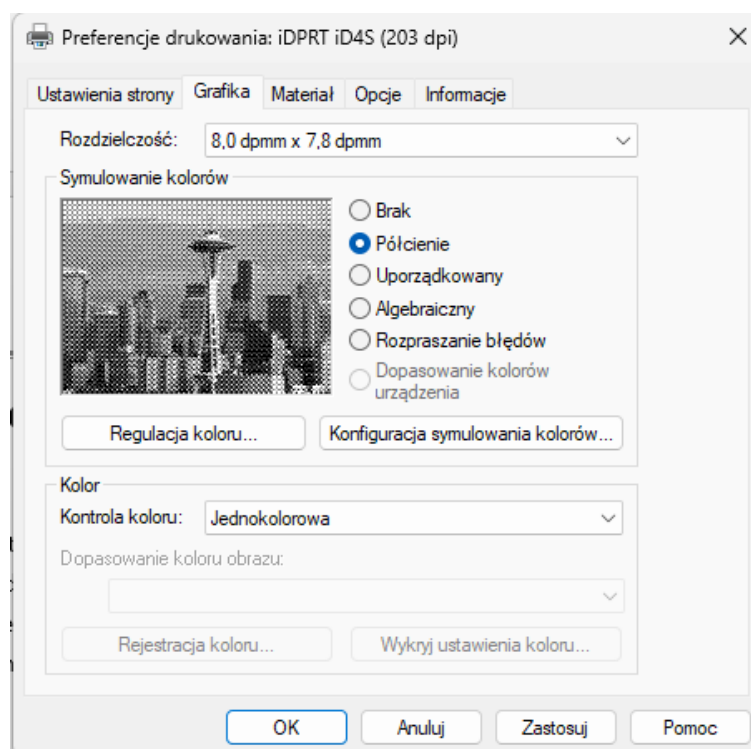 Preferencje drukowania: iDPRT iD4S (203 dpi)
Ustawienia strony Grafika Materiał Opcje Informacje
Rozdzielczość: 8,0 dpmm x 7,8 dpmm
Symulowanie kolorów
Brak
Półcienie
Uporządkowany
Algebraiczny
Rozpraszanie błędów
Dopasowanie kolorów
urządzenia
Regulacja koloru... Konfiguracja symulowania kolorów...
Kolor
Kontrola koloru: Jednokolorowa
Dopasowanie koloru obrazu:
Rejestracja koloru... Wykryj ustawienia koloru...
OK Anuluj Zastosuj Pomoc